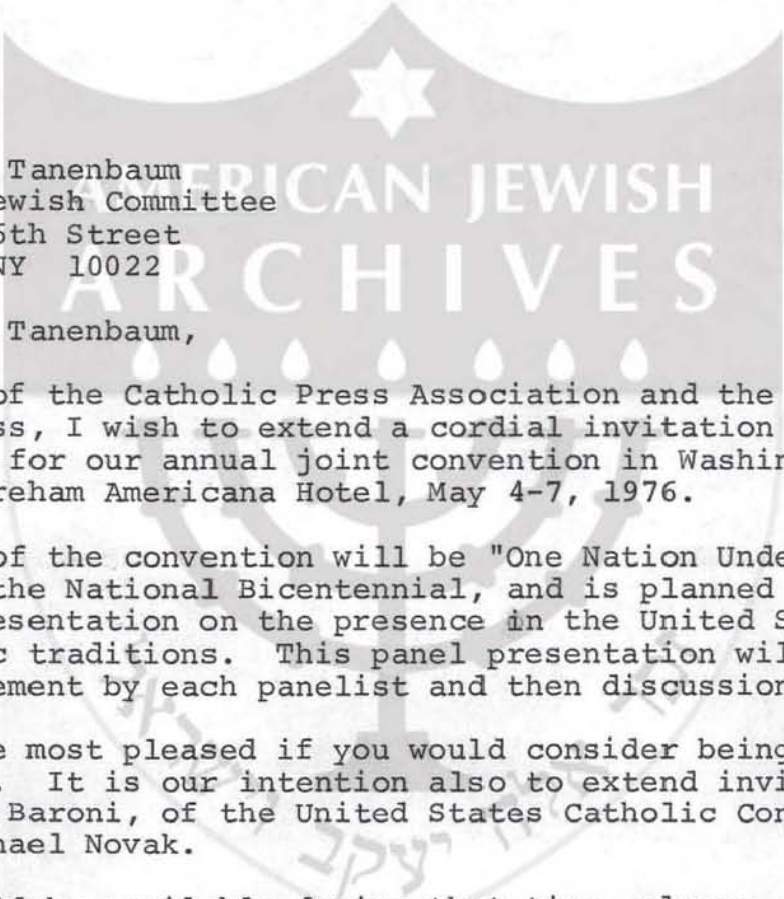 Tanenbaum
ewish Committee
5th Street
NY 10022
Tanenbaum,
of the Catholic Press Association and the
ss, I wish to extend a cordial invitation
for our annual joint convention in Washin
reham Americana Hotel, May 4-7, 1976.
of the convention will be "One Nation Unde
the National Bicentennial, and is planned
esentation on the presence in the United S
c traditions. This panel presentation wil
ement by each panelist and then discussion
e most pleased if you would consider being
. It is our intention also to extend invi
Baroni, of the United States Catholic Con
hael Novak.
AMERICAN JEWISH
ARCHIVES